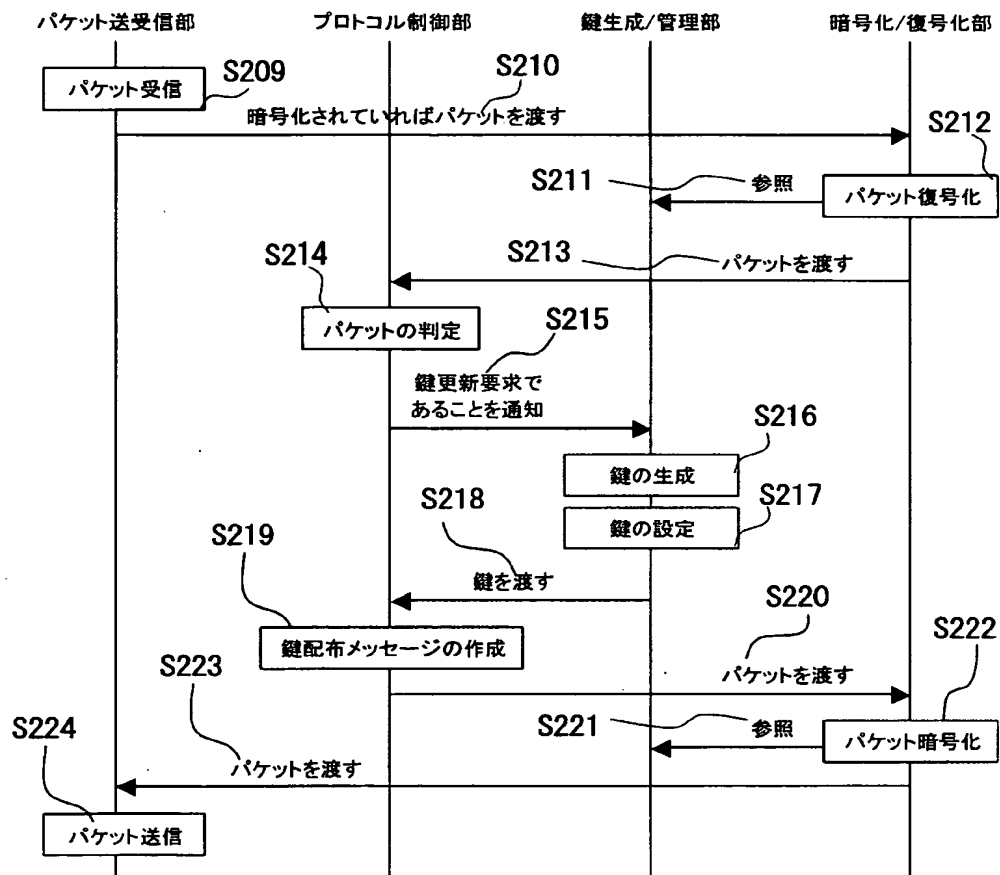 パケット送受信部
プロトコル制御部
鍵生成/管理部
暗号化/復号化部
パケット受信
S209
S210
暗号化されていればパケットを渡す
S212
S211
参照
パケット復号化
S214
S213
パケットを渡す
パケットの判定
S215
鍵更新要求で
あることを通知
S216
鍵の生成
S217
鍵の設定
S218
鍵を渡す
S219
鍵配布メッセージの作成
S220
パケットを渡す
S222
S221
参照
パケット暗号化
S223
パケットを渡す
S224
パケット送信